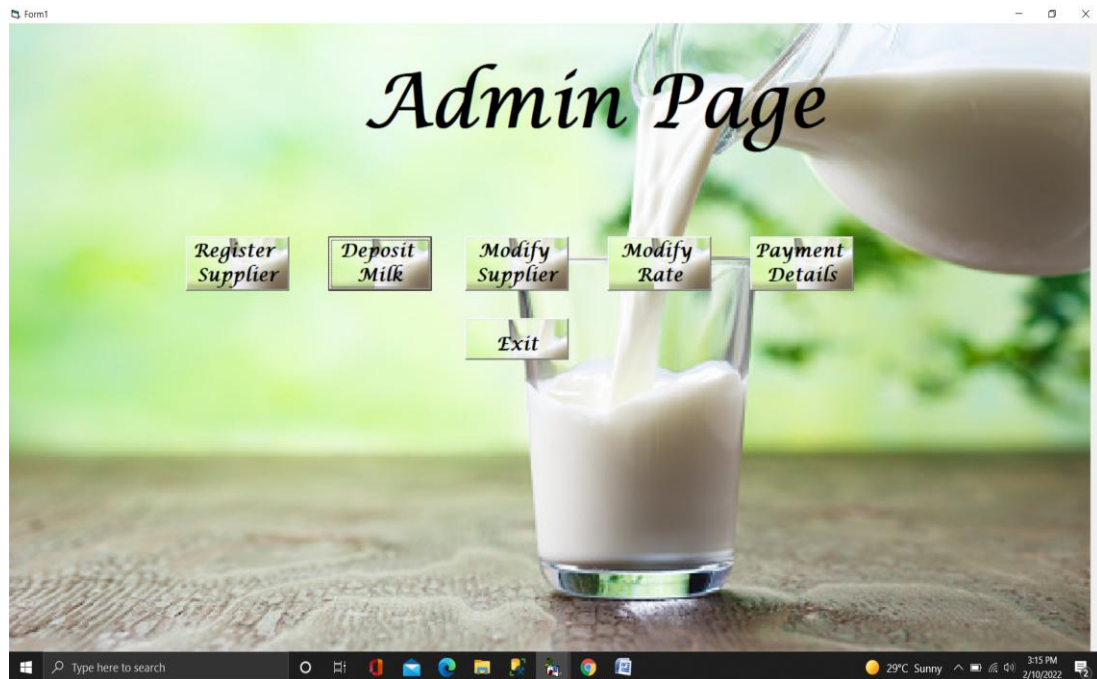 Form1
Admin Page
Register
Supplier
Deposit
Milk
Modify
Supplier
Modify
Rate
Payment
Details
Exit
Type here to search
29°C Sunny
3:15 PM
2/10/2022
2